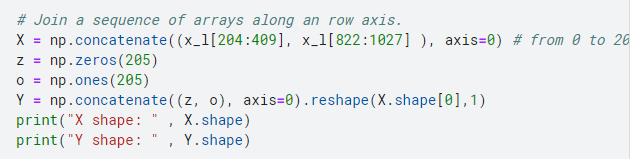 # Join a sequence of arrays along an row axis.
X = np.concatenate((x_l[204:409], x_l[822:1027] ), axis=0) # from 0 to 20
z = np.zeros(205)
o = np.ones(205)
Y = np.concatenate((z, o), axis=0).reshape(X.shape[0],1)
print("X shape: " , X.shape)
print("Y shape: " , Y.shape)